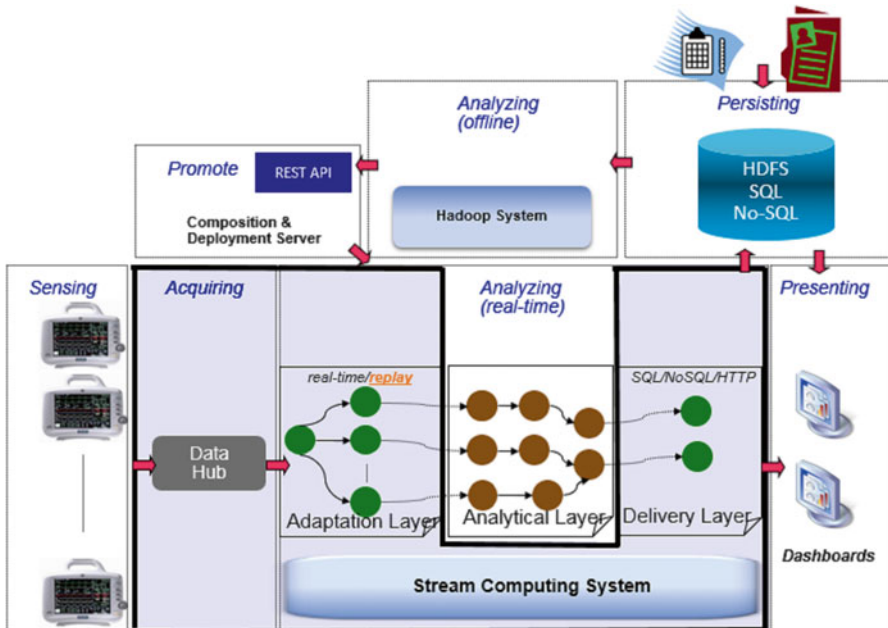 Analyzing
(offline)
Persisting
Promote
REST API
HDFS
SQL
No-SQL
Hadoop System
Composition &
Deployment Server
Sensing
Acquiring
Analyzing
(real-time)
Presenting
real-time/replay
SQL/NoSQL/HTTP
Data
Hub
Adaptation Layer
Analytical Layer
Delivery Layer
Dashboards
Stream Computing System